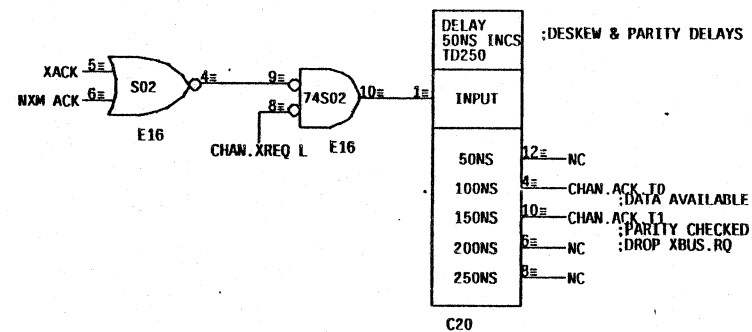 DELAY
50NS INCS
TD250
;DESKEW & PARITY DELAYS
XACK 5≡
NXM ACK 6≡
S02
4≡
E16
9≡
8≡
74S02
10≡
1≡
INPUT
CHAN.XREQ L
E16
50NS 12≡ NC
100NS 4≡ CHAN.ACK T0
;DATA AVAILABLE
150NS 10≡ CHAN.ACK T1
;PARITY CHECKED
200NS 6≡ NC
;DROP XBUS.RQ
250NS 8≡ NC
C20